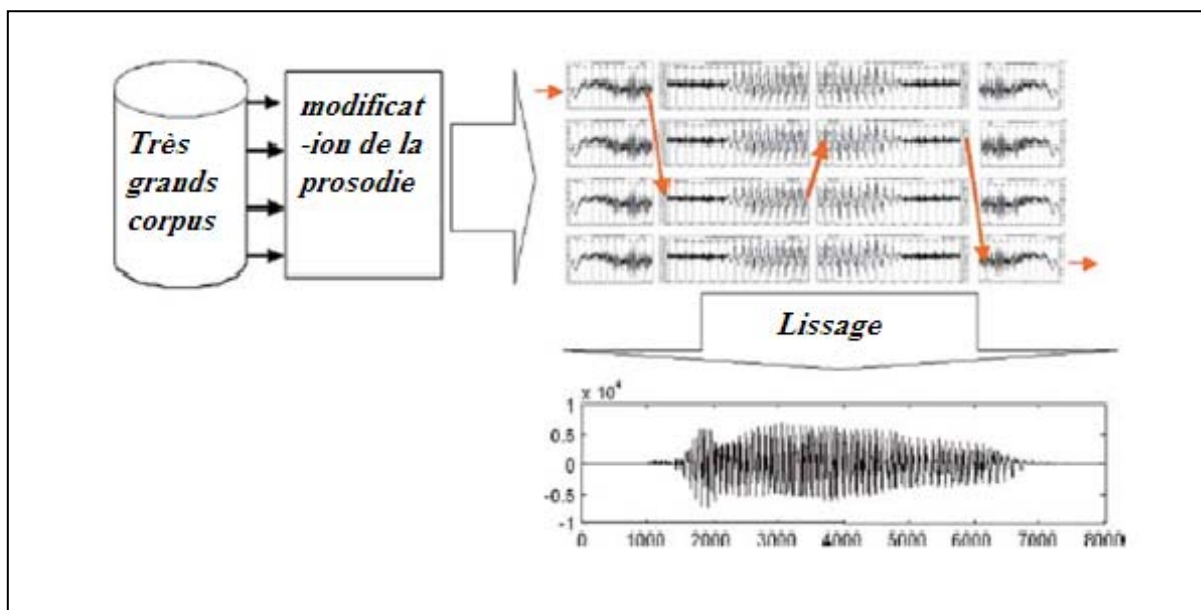 Très
grands
corpus
modificat
-ion de la
prosodie
Lissage
x 10⁴
1
0.5
0
-0.5
-1
0 1000 2000 3000 4000 5000 6000 7000 8000